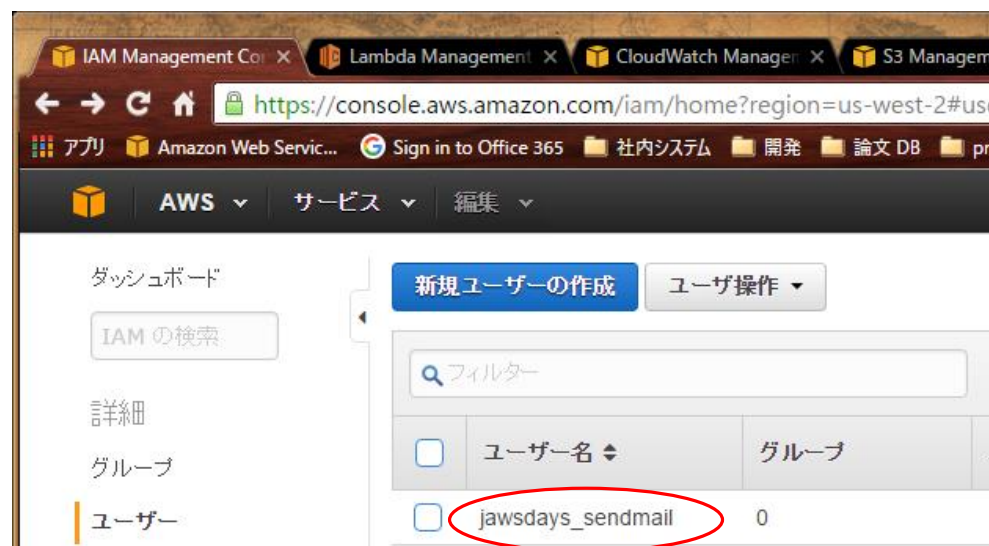 IAM Management Co
Lambda Management
CloudWatch Manage
S3 Managem
https://console.aws.amazon.com/iam/home?region=us-west-2#us
アプリ
Amazon Web Servic...
Sign in to Office 365
社内システム
開発
論文 DB
pr
AWS
サービス
編集
ダッシュボード
新規ユーザーの作成
ユーザ操作
IAM の検索
フィルター
詳細
ユーザー名
グループ
グループ
ユーザー
jawsdays_sendmail
0